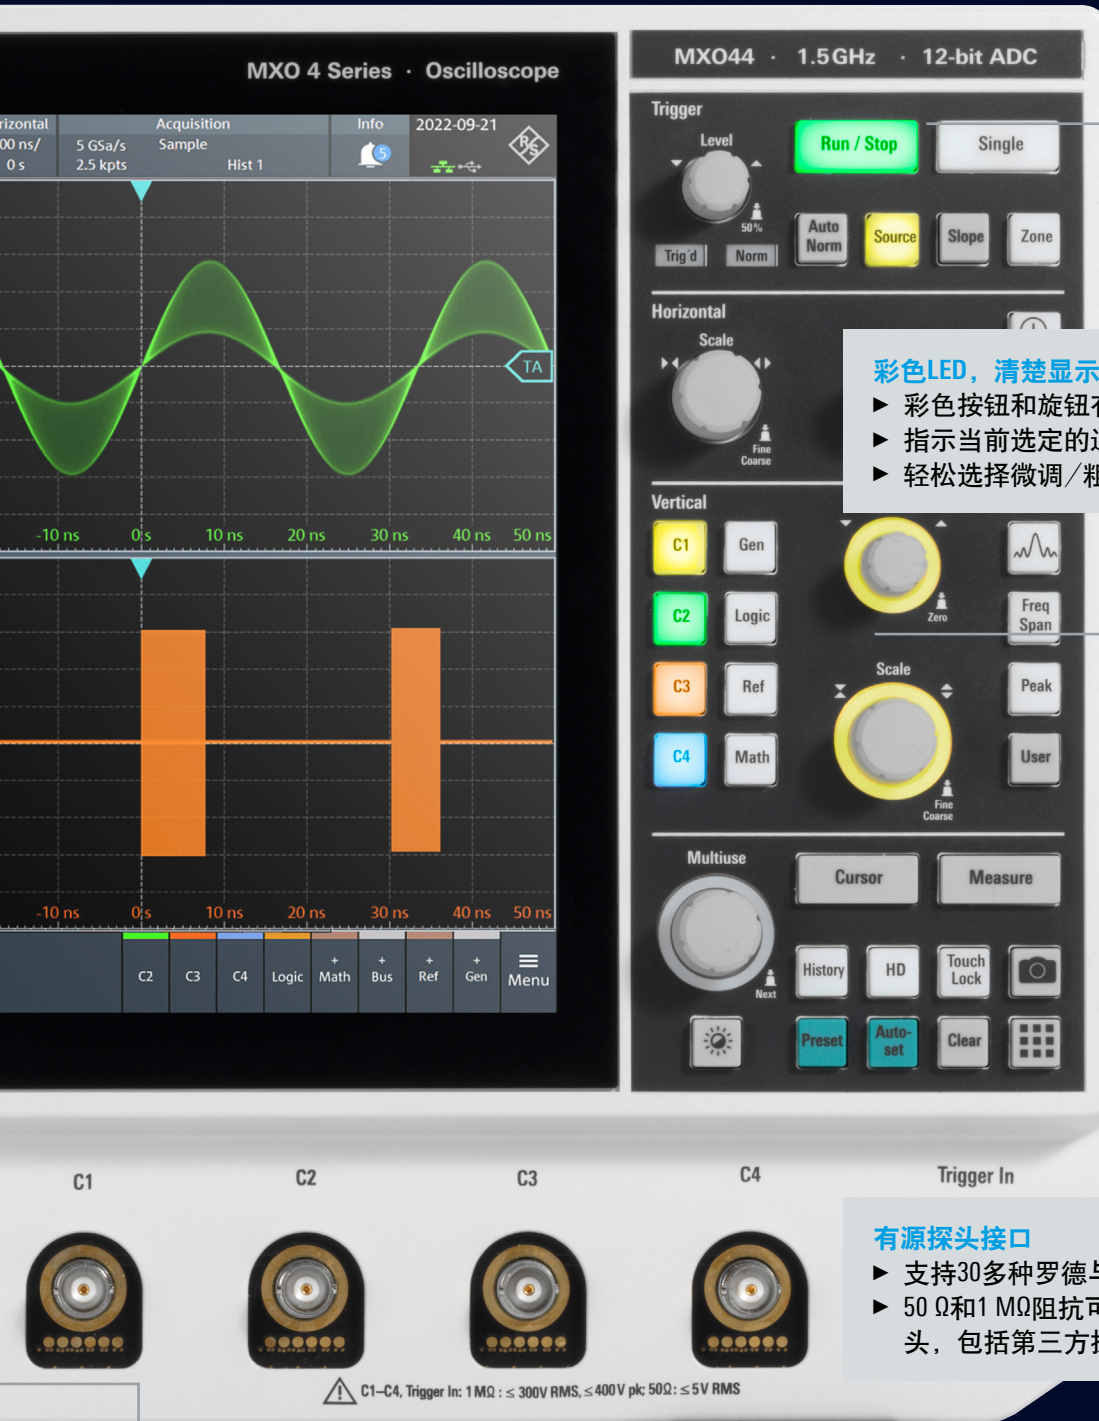 MXO 4 Series · Oscilloscope
MXO44 · 1.5GHz · 12-bit ADC
Acquisition
Info
2022-09-21
5 GSa/s
Sample
0 s
2.5 kpts
Hist 1
5
R&S
TA
-10 ns
0 s
10 ns
20 ns
30 ns
40 ns
50 ns
-10 ns
0 s
10 ns
20 ns
30 ns
40 ns
50 ns
C2
C3
C4
Logic
+ Math
+ Bus
+ Ref
+ Gen
Menu
Trigger
Level
Run / Stop
Single
50%
Auto Norm
Source
Slope
Zone
Trig'd
Norm
Horizontal
Scale
Fine
Coarse
彩色LED，清楚显示
► 彩色按钮和旋钮
► 指示当前选定的
► 轻松选择微调/粗
Vertical
C1
Gen
C2
Logic
Zero
Freq
Span
C3
Ref
Scale
Peak
C4
Math
User
Fine
Coarse
Multiuse
Cursor
Measure
Next
History
HD
Touch
Lock
Preset
Auto-
set
Clear
C1
C2
C3
C4
Trigger In
有源探头接口
► 支持30多种罗德与
► 50 Ω和1 MΩ阻抗可
头，包括第三方探
C1–C4, Trigger In: 1 MΩ : ≤ 300V RMS, ≤ 400 V pk; 50Ω: ≤ 5 V RMS